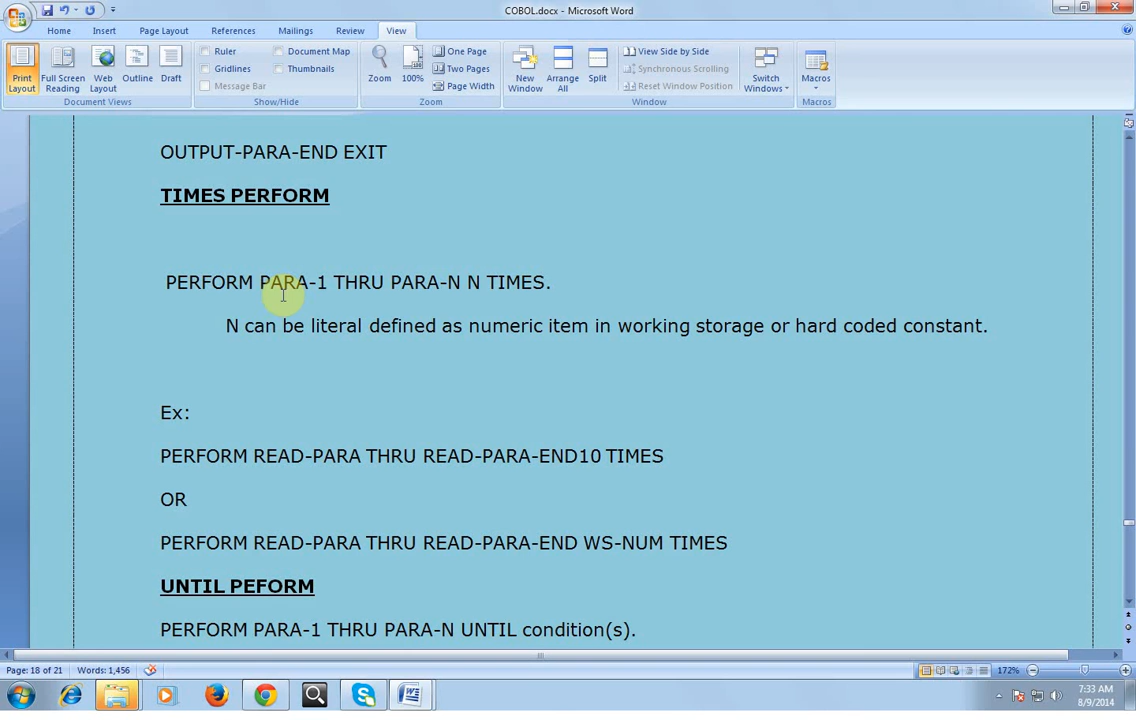 COBOL.docx - Microsoft Word
Home Insert Page Layout References Mailings Review View
Ruler Document Map One Page View Side by Side
Gridlines Thumbnails Two Pages Synchronous Scrolling
Message Bar Page Width Reset Window Position
Print Layout Full Screen Reading Web Layout Outline Draft Zoom 100% New Window Arrange All Split Switch Windows Macros
Document Views Show/Hide Zoom Window Macros
OUTPUT-PARA-END EXIT
TIMES PERFORM
PERFORM PARA-1 THRU PARA-N N TIMES.
N can be literal defined as numeric item in working storage or hard coded constant.
Ex:
PERFORM READ-PARA THRU READ-PARA-END10 TIMES
OR
PERFORM READ-PARA THRU READ-PARA-END WS-NUM TIMES
UNTIL PEFORM
PERFORM PARA-1 THRU PARA-N UNTIL condition(s).
Page: 18 of 21 Words: 1,456 172%
7:33 AM
8/9/2014